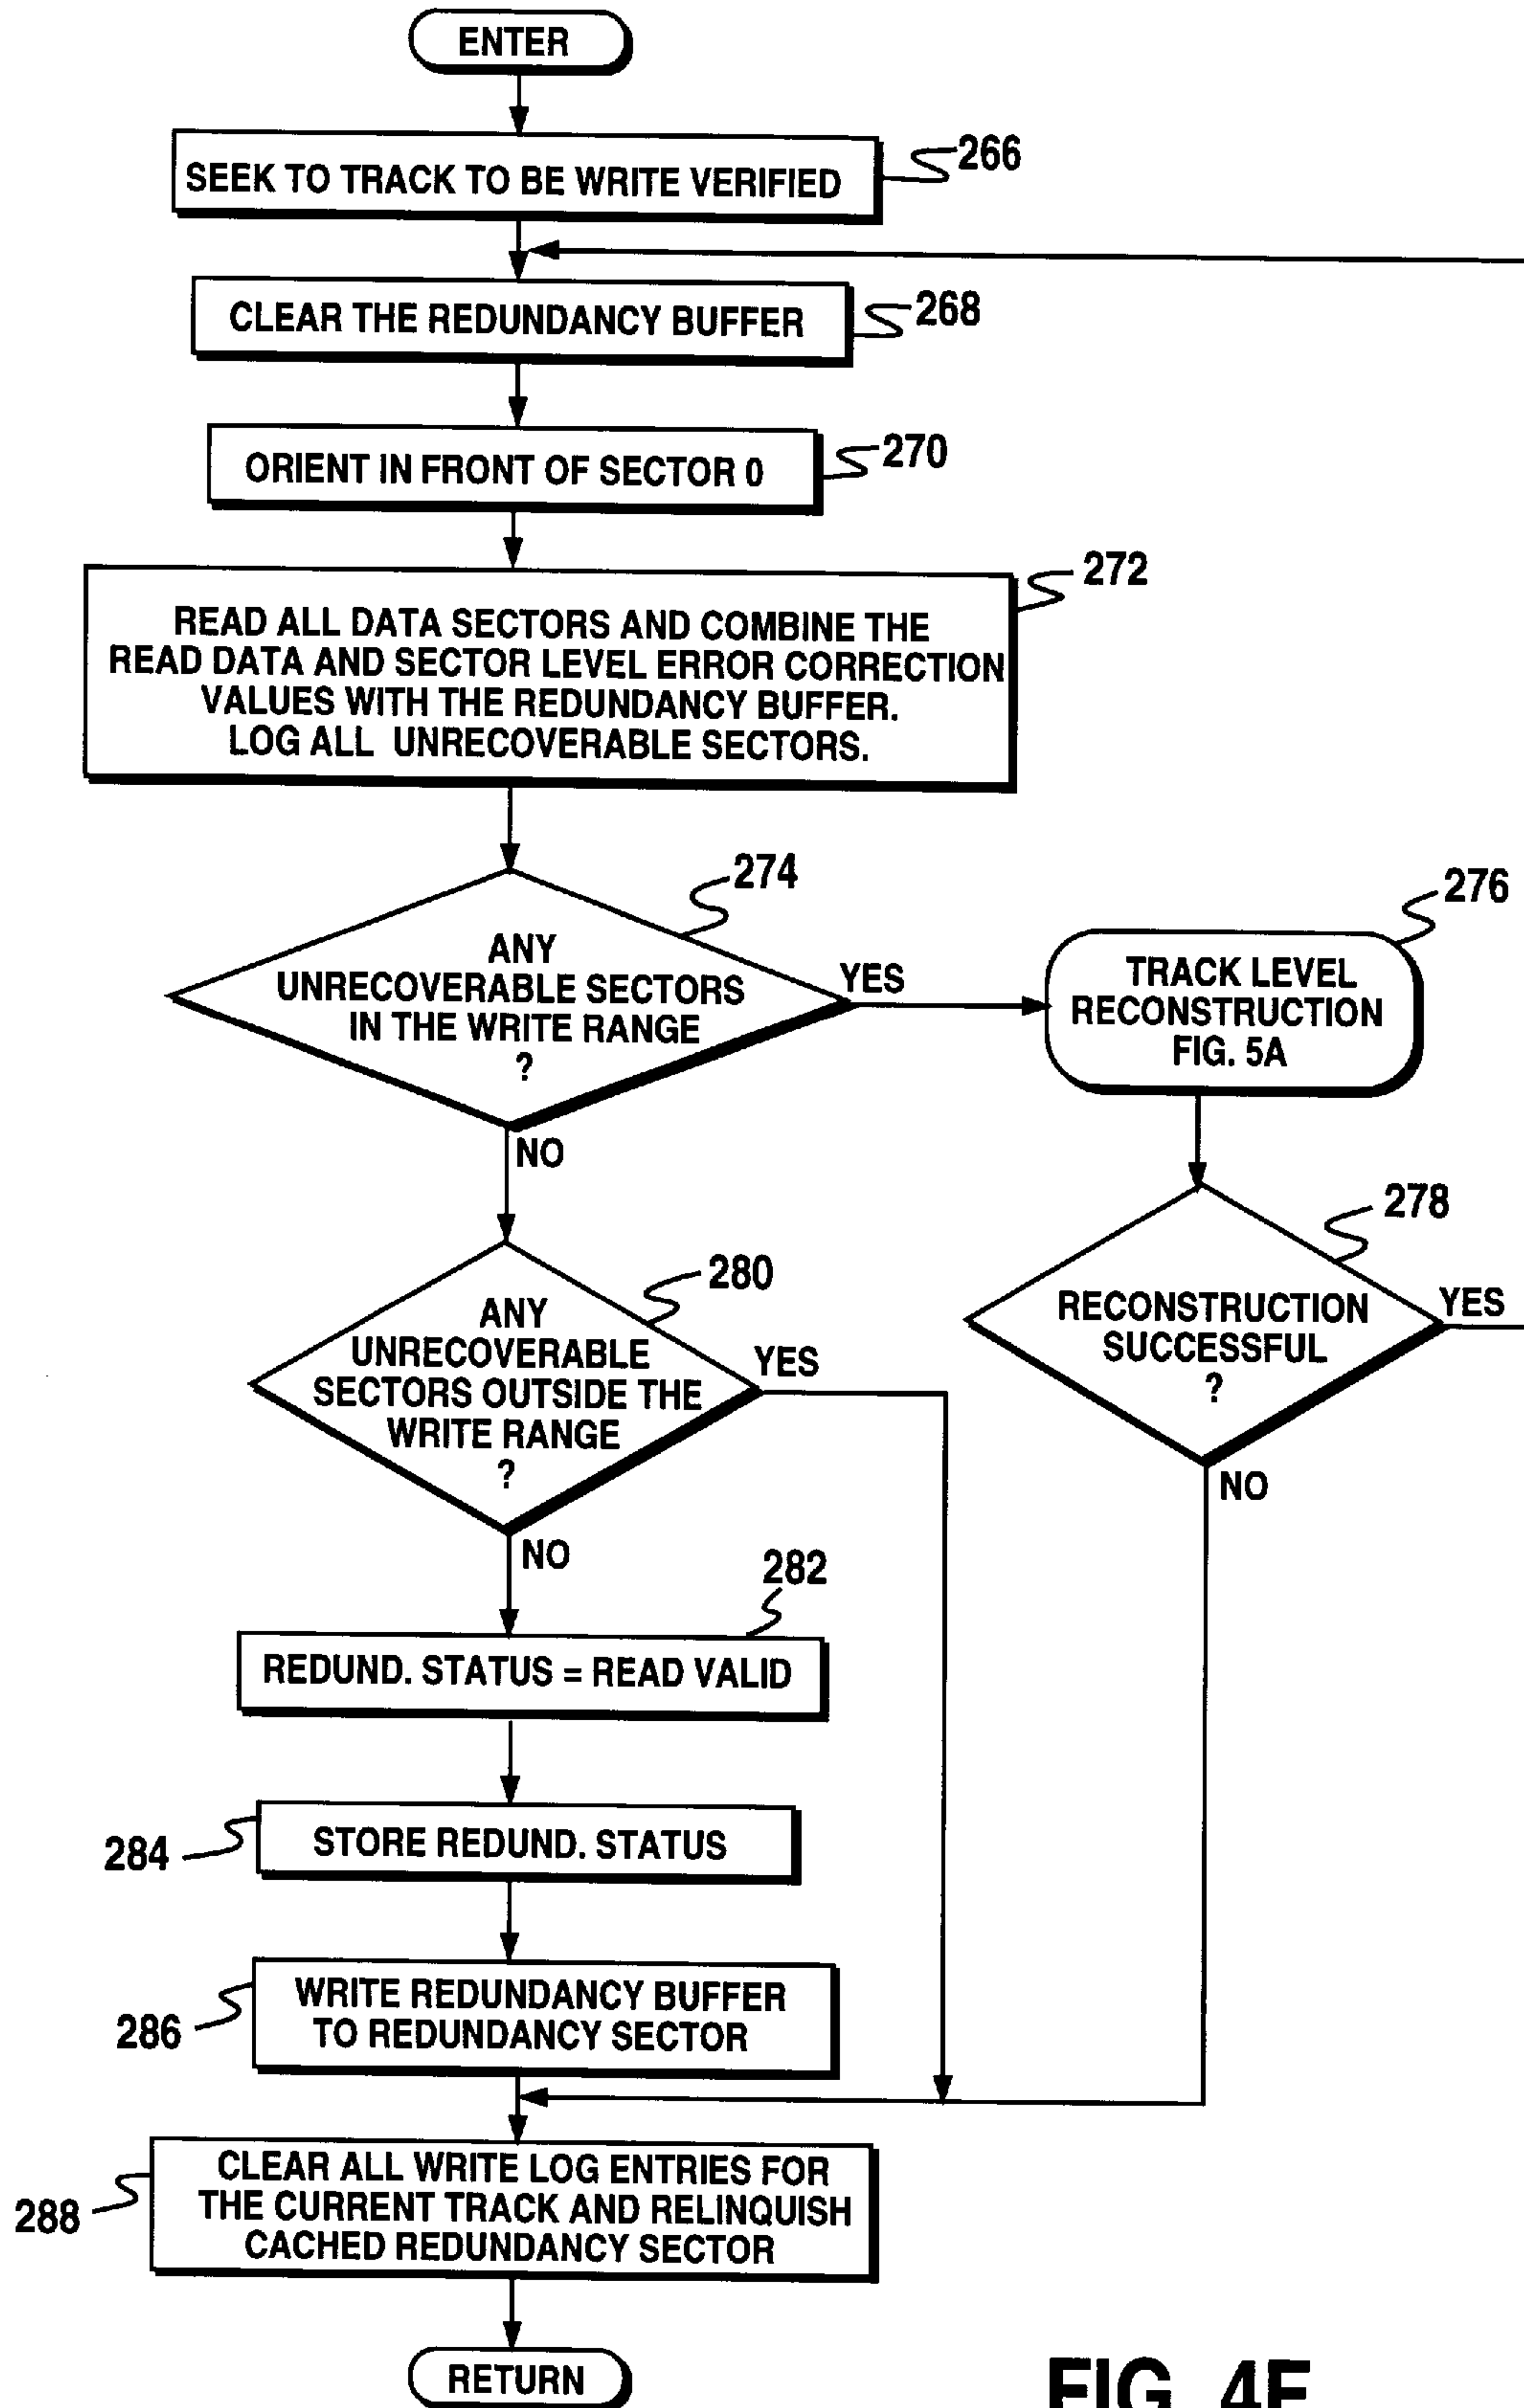 ENTER
SEEK TO TRACK TO BE WRITE VERIFIED
266
CLEAR THE REDUNDANCY BUFFER
268
ORIENT IN FRONT OF SECTOR 0
270
272
READ ALL DATA SECTORS AND COMBINE THE
READ DATA AND SECTOR LEVEL ERROR CORRECTION
VALUES WITH THE REDUNDANCY BUFFER.
LOG ALL UNRECOVERABLE SECTORS.
274
ANY
UNRECOVERABLE SECTORS
IN THE WRITE RANGE
?
YES
NO
276
TRACK LEVEL
RECONSTRUCTION
FIG. 5A
278
RECONSTRUCTION
SUCCESSFUL
?
YES
NO
280
ANY
UNRECOVERABLE
SECTORS OUTSIDE THE
WRITE RANGE
?
YES
NO
282
REDUND. STATUS = READ VALID
284
STORE REDUND. STATUS
286
WRITE REDUNDANCY BUFFER
TO REDUNDANCY SECTOR
288
CLEAR ALL WRITE LOG ENTRIES FOR
THE CURRENT TRACK AND RELINQUISH
CACHED REDUNDANCY SECTOR
RETURN